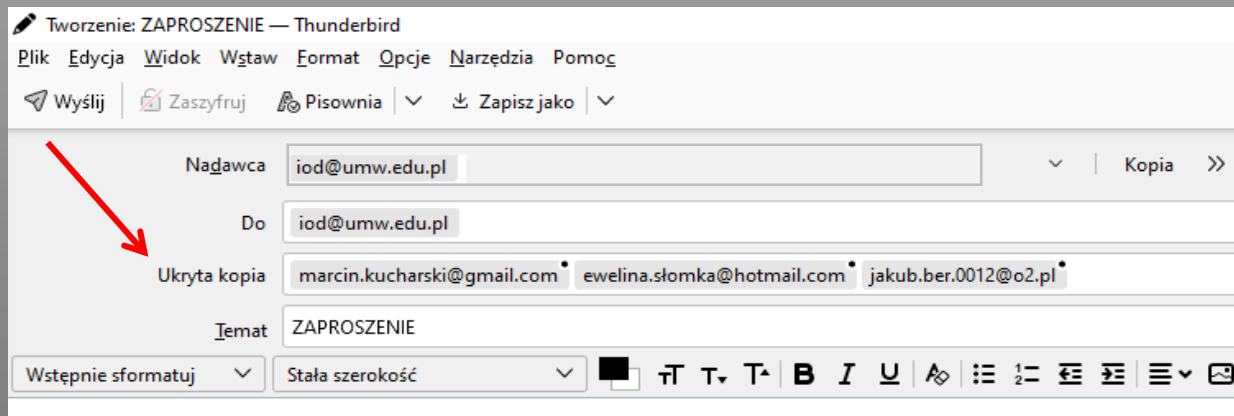 Tworzenie: ZAPROSZENIE — Thunderbird
Plik Edycja Widok Wstaw Format Opcje Narzędzia Pomoc
Wyślij Zaszyfruj Pisownia Zapisz jako
Nadawca iod@umw.edu.pl Kopia
Do iod@umw.edu.pl
Ukryta kopia marcin.kucharski@gmail.com ewelina.słomka@hotmail.com jakub.ber.0012@o2.pl
Temat ZAPROSZENIE
Wstępnie sformatuj Stała szerokość